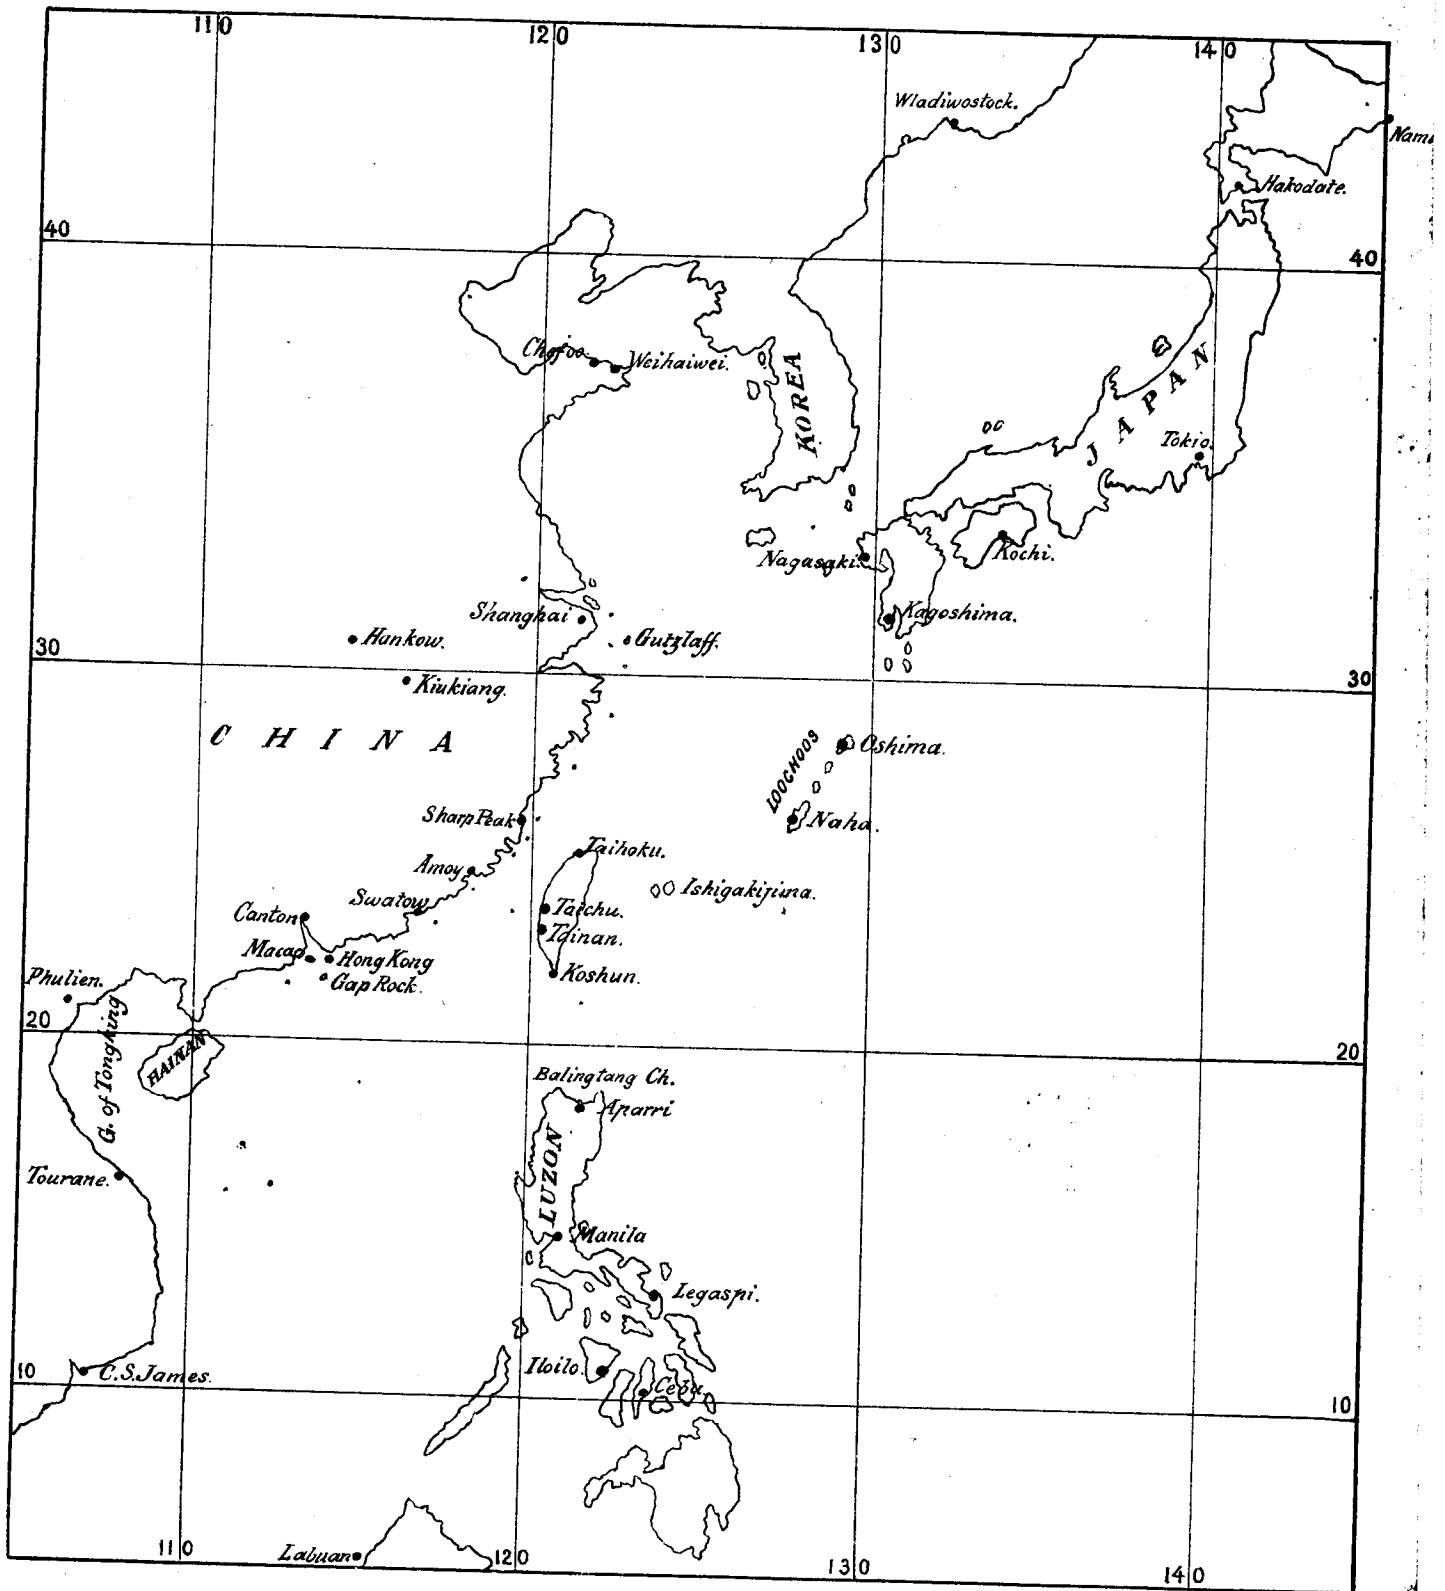 110
120
130
140
Wladiwostock.
Hakodate.
40
40
Chefoo.
Weihaiwei.
KOREA
JAPAN
Tokio.
Nagasaki.
Kochi.
Shanghai
Kagoshima.
Hankow.
Gutzlaff.
30
30
Kiukiang.
CHINA
LOOCHOOS
Oshima.
Sharp Peak
Naha.
Taihoku.
Amoy
Ishigakijima.
Swatow
Canton
Taichu.
Tainan.
Macao
Hong Kong
Koshun.
Gap Rock.
Phulien.
20
20
G. of Tongking
HAINAN
Balingtang Ch.
Aparri
LUZON
Tourane.
Manila
Legaspi.
Iloilo.
Cebu.
C.S.James.
10
10
Labuan
110
120
130
140